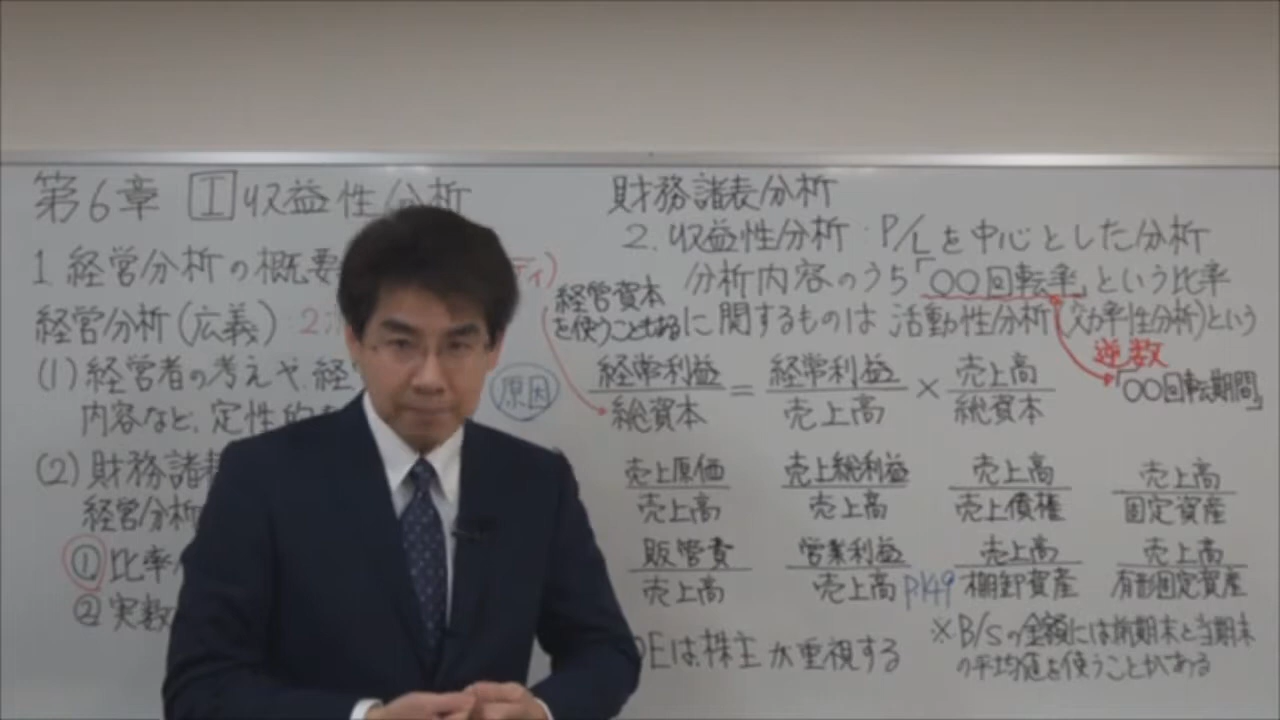 第6章 Ⅰ 収益性分析
1. 経営分析の概要
経営分析(広義)
(1)経営者の考えや、経
内容など、定性的な
(2)財務諸表
経営分析
① 比率
② 実数
原因
ティ)
財務諸表分析
2. 収益性分析:P/Lを中心とした分析
分析内容のうち「〇〇回転率」という比率
に関するものは 活動性分析(効率性分析)という
経営資本
を使うこともある
逆数
「〇〇回転期間」
経常利益/総資本 = 経常利益/売上高 × 売上高/総資本
売上原価/売上高 売上総利益/売上高 売上高/売上債権 売上高/固定資産
販管費/売上高 営業利益/売上高 P149 売上高/棚卸資産 売上高/有形固定資産
OEは株主が重視する
※B/Sの金額には前期末と当期末
の平均値を使うことがある